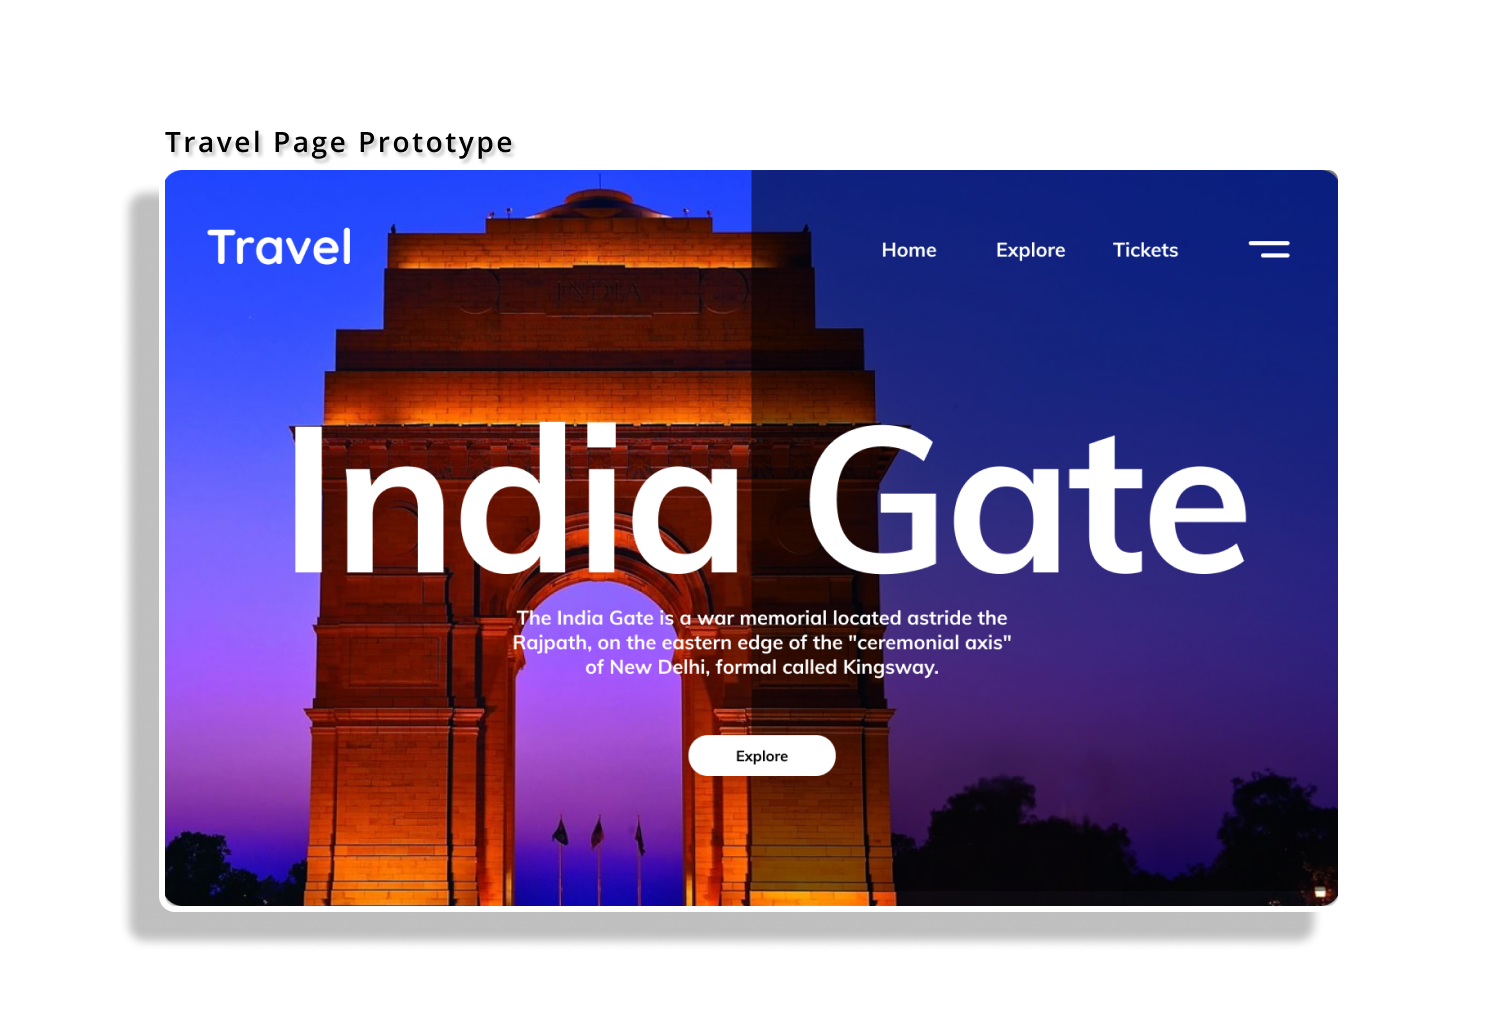 Travel Page Prototype
Travel
Home Explore Tickets
INDIA
India Gate
The India Gate is a war memorial located astride the
Rajpath, on the eastern edge of the "ceremonial axis"
of New Delhi, formal called Kingsway.
Explore